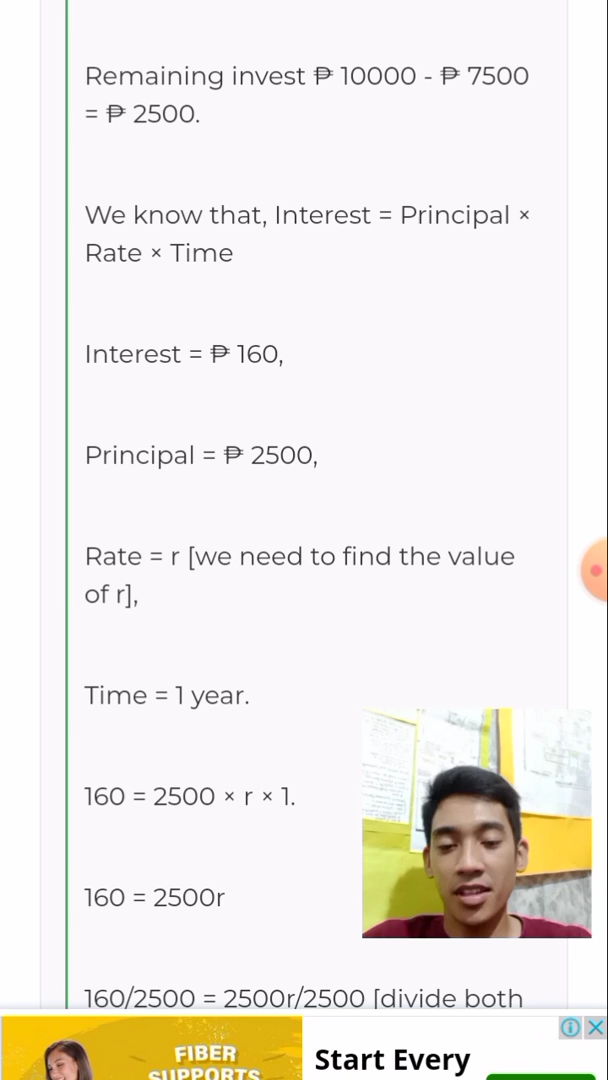 Remaining invest ₱ 10000 - ₱ 7500
= ₱ 2500.
We know that, Interest = Principal ×
Rate × Time
Interest = ₱ 160,
Principal = ₱ 2500,
Rate = r [we need to find the value
of r],
Time = 1 year.
160 = 2500 × r × 1.
160 = 2500r
160/2500 = 2500r/2500 [divide both
FIBER
SUPPORTS
Start Every